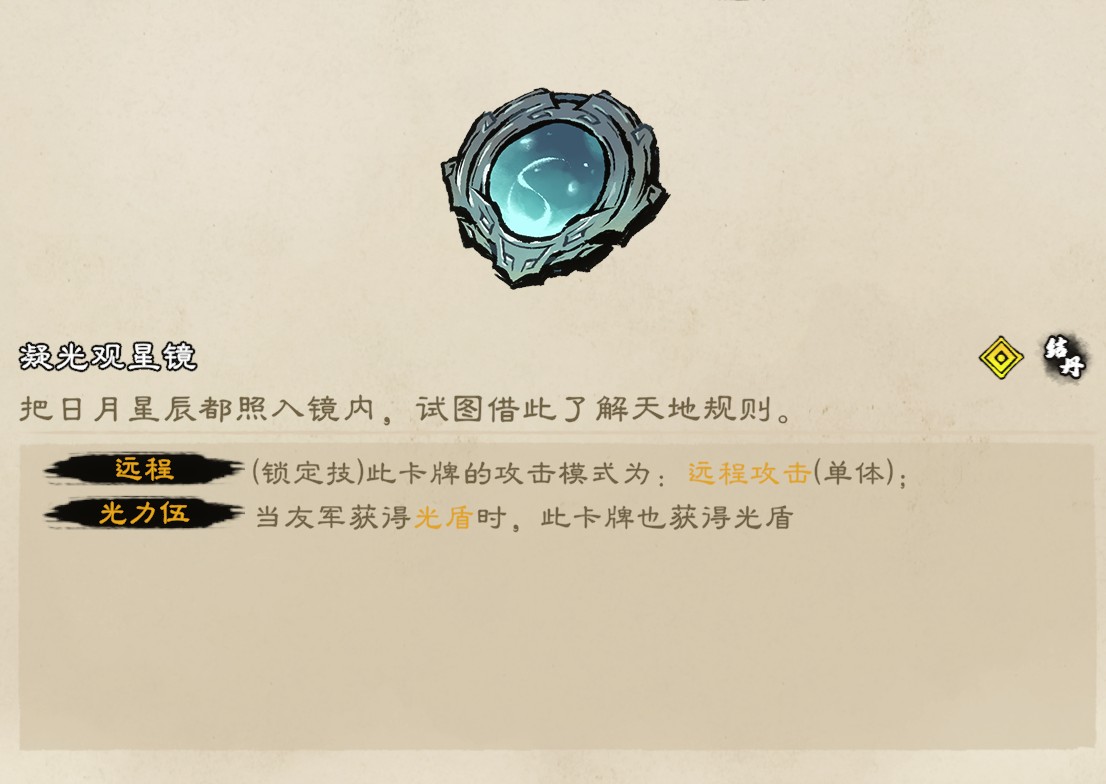 凝光观星镜
结丹
把日月星辰都照入镜内，试图借此了解天地规则。
远程 (锁定技)此卡牌的攻击模式为：远程攻击(单体)；
光力伍 当友军获得光盾时，此卡牌也获得光盾